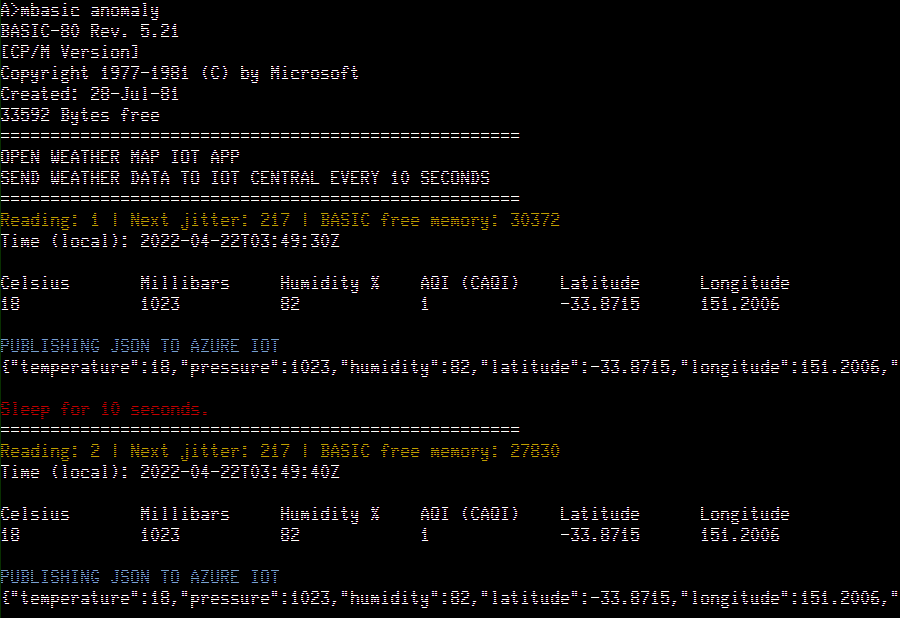 A>mbasic anomaly
BASIC-80 Rev. 5.21
[CP/M Version]
Copyright 1977-1981 (C) by Microsoft
Created: 28-Jul-81
33592 Bytes free
====================================================
OPEN WEATHER MAP IOT APP
SEND WEATHER DATA TO IOT CENTRAL EVERY 10 SECONDS
====================================================
Reading: 1 | Next jitter: 217 | BASIC free memory: 30372
Time (local): 2022-04-22T03:49:30Z
Celsius Millibars Humidity % AQI (CAQI) Latitude Longitude
18 1023 82 1 -33.8715 151.2006
PUBLISHING JSON TO AZURE IOT
{"temperature":18,"pressure":1023,"humidity":82,"latitude":-33.8715,"longitude":151.2006,"
Sleep for 10 seconds.
====================================================
Reading: 2 | Next jitter: 217 | BASIC free memory: 27830
Time (local): 2022-04-22T03:49:40Z
Celsius Millibars Humidity % AQI (CAQI) Latitude Longitude
18 1023 82 1 -33.8715 151.2006
PUBLISHING JSON TO AZURE IOT
{"temperature":18,"pressure":1023,"humidity":82,"latitude":-33.8715,"longitude":151.2006,"